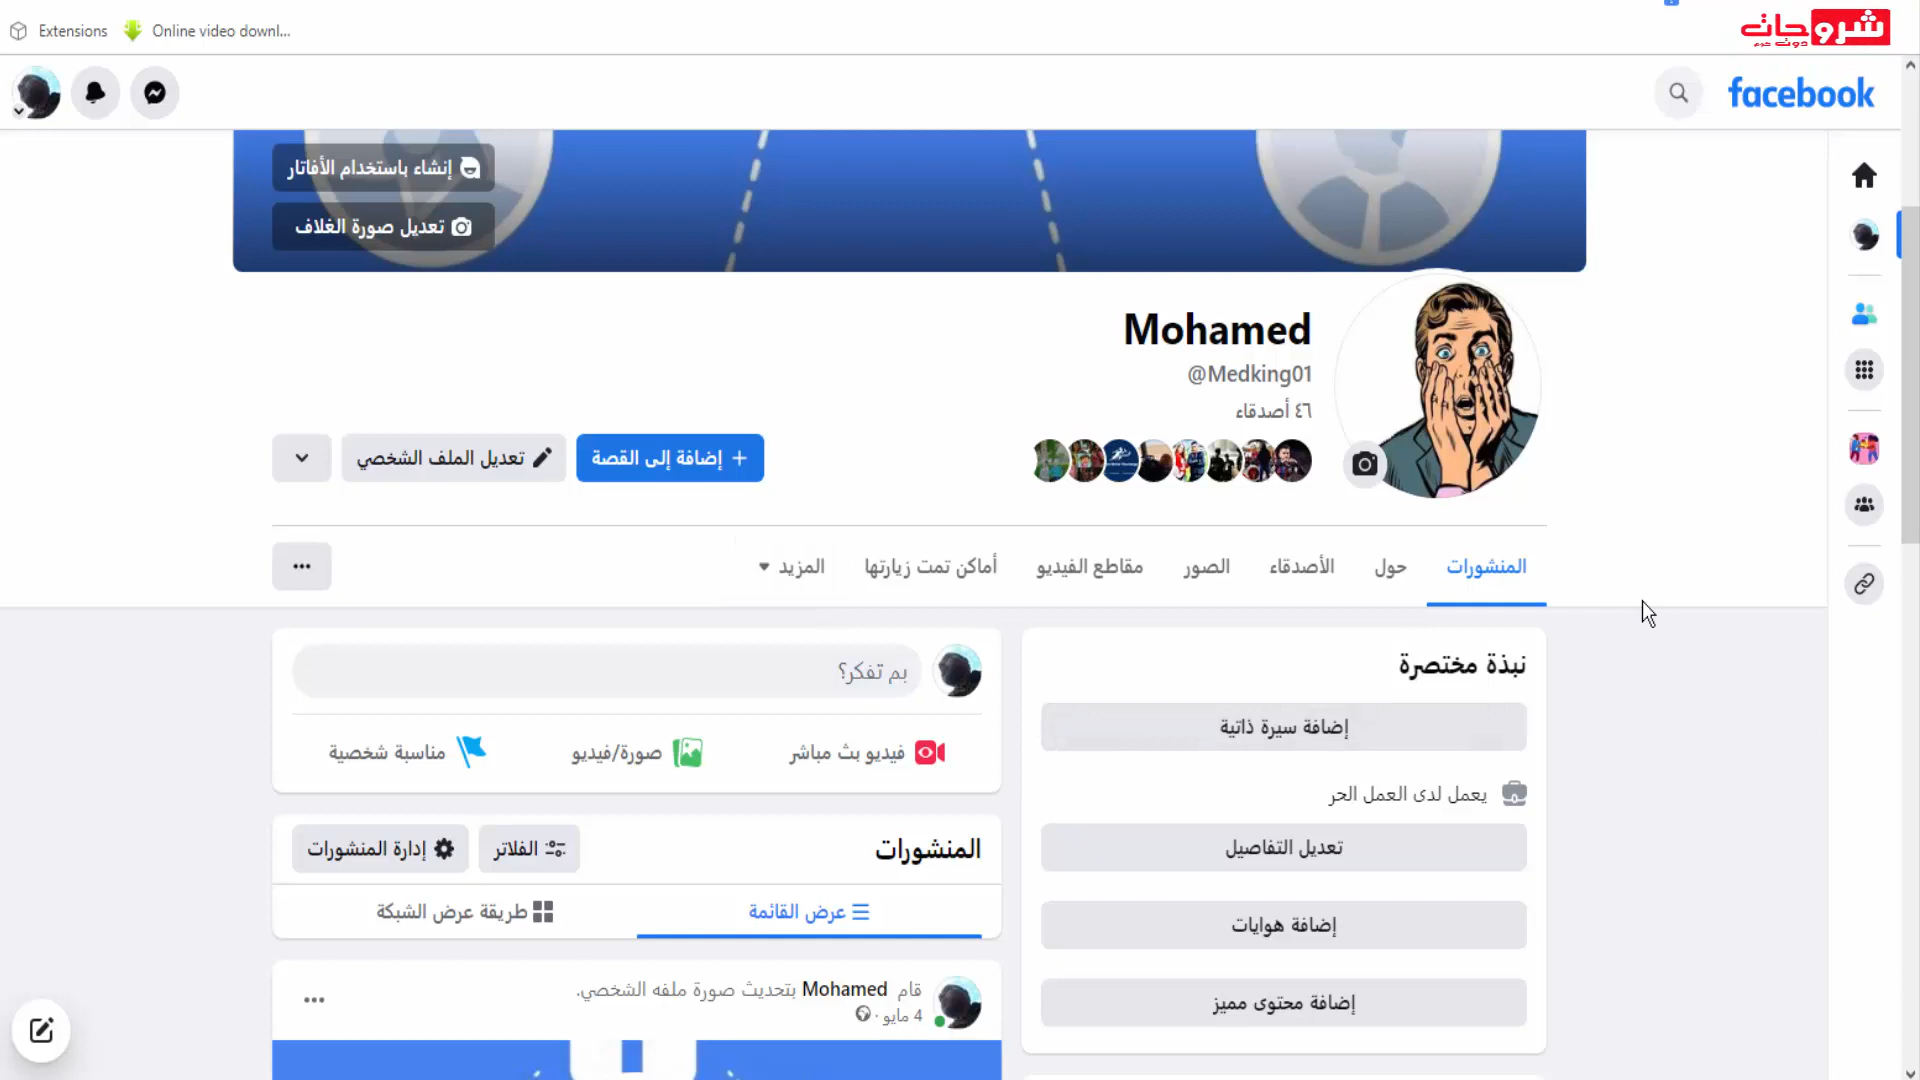 Extensions
Online video downl...
شروحات
دوت كوم
facebook
إنشاء باستخدام الأفاتار
تعديل صورة الغلاف
Mohamed
@Medking01
٤٦ أصدقاء
+ إضافة إلى القصة
تعديل الملف الشخصي
المنشورات
حول
الأصدقاء
الصور
مقاطع الفيديو
أماكن تمت زيارتها
المزيد
نبذة مختصرة
إضافة سيرة ذاتية
يعمل لدى العمل الحر
تعديل التفاصيل
إضافة هوايات
إضافة محتوى مميز
بم تفكر؟
فيديو بث مباشر
صورة/فيديو
مناسبة شخصية
المنشورات
الفلاتر
إدارة المنشورات
عرض القائمة
طريقة عرض الشبكة
قام Mohamed بتحديث صورة ملفه الشخصي.
4 مايو ·